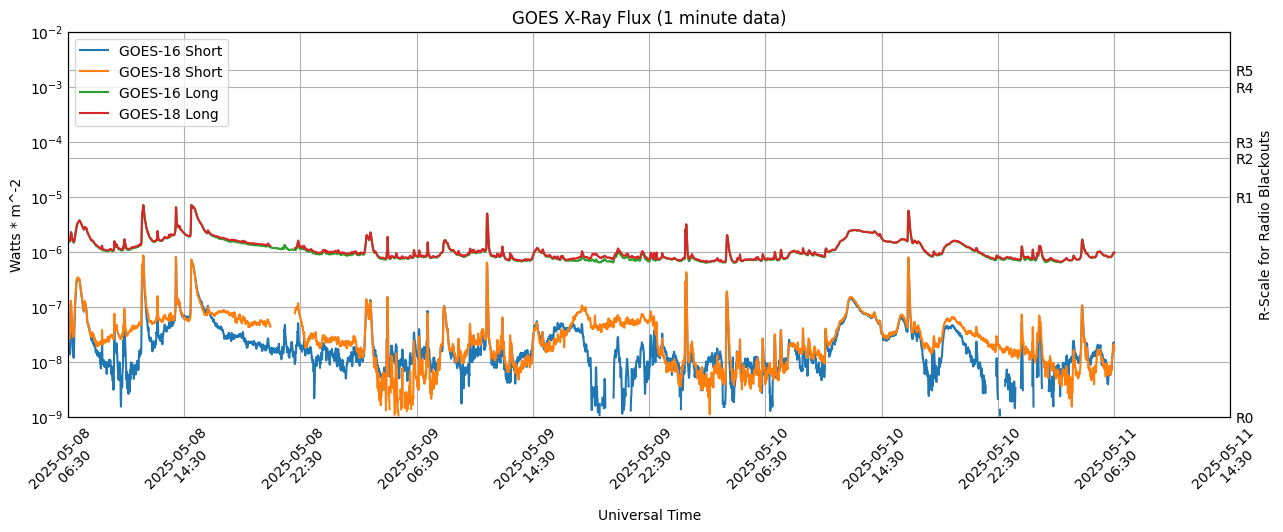 GOES X-Ray Flux (1 minute data)
GOES-16 Short
GOES-18 Short
GOES-16 Long
GOES-18 Long
10^-2
10^-3
10^-4
10^-5
10^-6
10^-7
10^-8
10^-9
Watts * m^-2
R5
R4
R3
R2
R1
R0
R-Scale for Radio Blackouts
2025-05-08
06:30
2025-05-08
14:30
2025-05-08
22:30
2025-05-09
06:30
2025-05-09
14:30
2025-05-09
22:30
2025-05-10
06:30
2025-05-10
14:30
2025-05-10
22:30
2025-05-11
06:30
2025-05-11
14:30
Universal Time